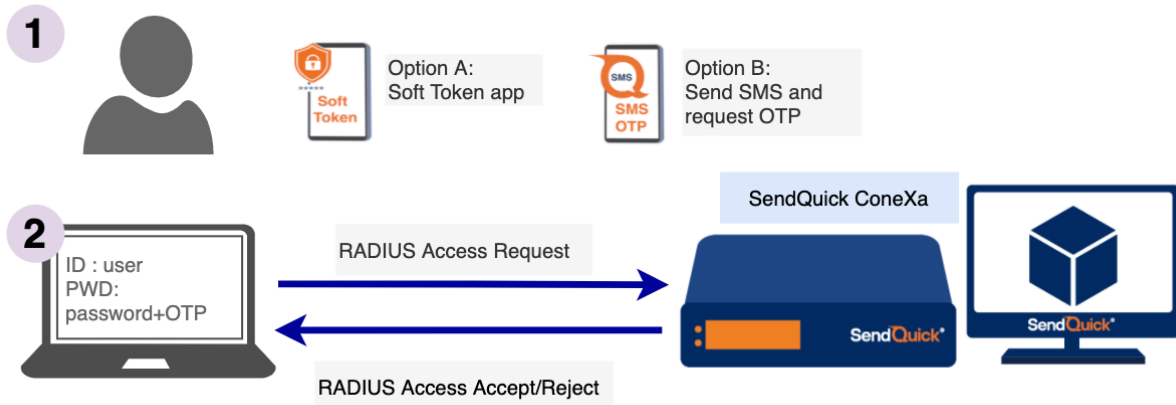 1
Soft
Token
Option A:
Soft Token app
SMS
SMS
OTP
Option B:
Send SMS and
request OTP
2
ID : user
PWD:
password+OTP
RADIUS Access Request
RADIUS Access Accept/Reject
SendQuick ConeXa
SendQuick®
SendQuick®